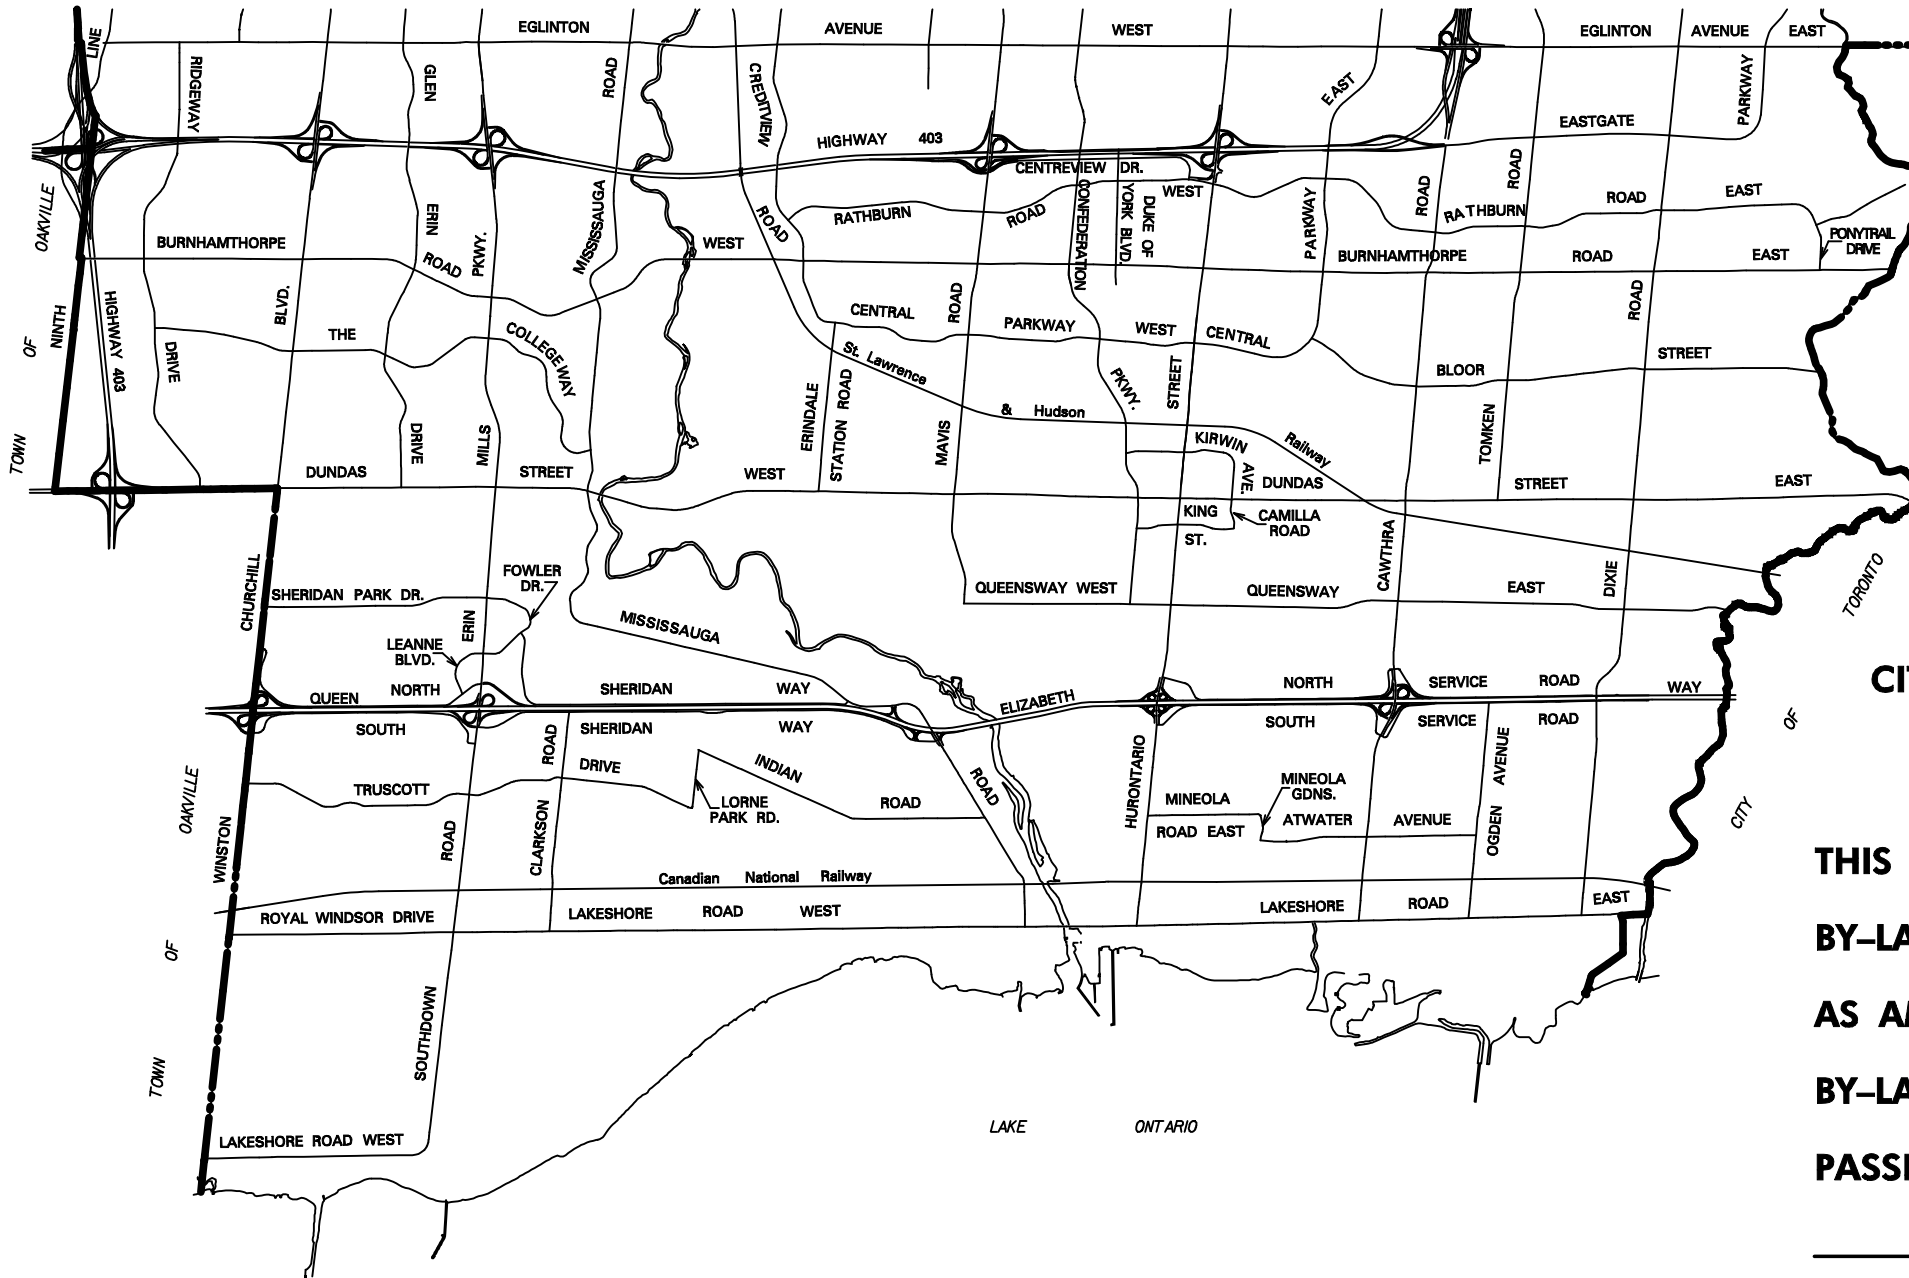 EGLINTON AVENUE WEST EGLINTON AVENUE EAST
LINE
RIDGEWAY
GLEN
ROAD
CREDITVIEW
EAST
PARKWAY
HIGHWAY 403
EASTGATE
CENTREVIEW DR.
OAKVILLE
MISSISSAUGA
CONFEDERATION
YORK BLVD.
DUKE OF
WEST
PARKWAY
ROAD
ROAD
RATHBURN ROAD
RATHBURN ROAD EAST
ERIN
PKWY.
ROAD
BURNHAMTHORPE ROAD WEST
BURNHAMTHORPE ROAD EAST
PONYTRAIL
DRIVE
HIGHWAY 403
NINTH
OF
BLVD.
THE COLLEGEWAY
DRIVE
CENTRAL PARKWAY WEST CENTRAL
ROAD
ROAD
St. Lawrence & Hudson Railway
BLOOR STREET
ERINDALE
STATION ROAD
PKWY.
STREET
TOMKEN
TOWN
DRIVE
MILLS
MAVIS
KIRWIN
AVE.
DUNDAS STREET WEST DUNDAS STREET EAST
KING
ST.
CAMILLA
ROAD
CAWTHRA
DIXIE
TORONTO
CHURCHILL
FOWLER
DR.
SHERIDAN PARK DR.
QUEENSWAY WEST QUEENSWAY EAST
ERIN
LEANNE
BLVD.
MISSISSAUGA
CI
QUEEN
NORTH SHERIDAN WAY
ELIZABETH
NORTH SERVICE ROAD
WAY
SOUTH SHERIDAN WAY
SOUTH SERVICE ROAD
OF
ROAD
HURONTARIO
AVENUE
OAKVILLE
TRUSCOTT DRIVE
INDIAN ROAD
ROAD
LORNE
PARK RD.
MINEOLA
ROAD EAST
MINEOLA
GDNS.
ATWATER AVENUE
OGDEN
CITY
WINSTON
ROAD
CLARKSON
THIS
Canadian National Railway
ROYAL WINDSOR DRIVE LAKESHORE ROAD WEST
LAKESHORE ROAD EAST
OF
BY-LA
SOUTHDOWN
AS AM
TOWN
BY-LA
LAKE ONTARIO
LAKESHORE ROAD WEST
PASSE